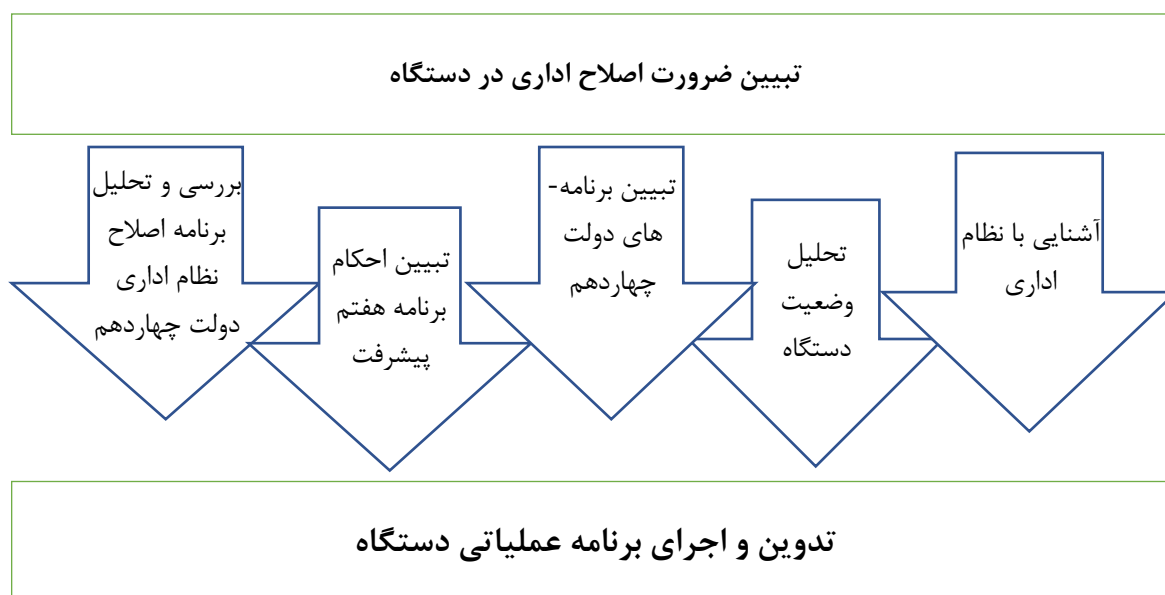 تبیین ضرورت اصلاح اداری در دستگاه
آشنایی با نظام
اداری
تحلیل
وضعیت
دستگاه
تبیین برنامه-
های دولت
چهاردهم
تبیین احکام
برنامه هفتم
پیشرفت
بررسی و تحلیل
برنامه اصلاح
نظام اداری
دولت چهاردهم
تدوین و اجرای برنامه عملیاتی دستگاه